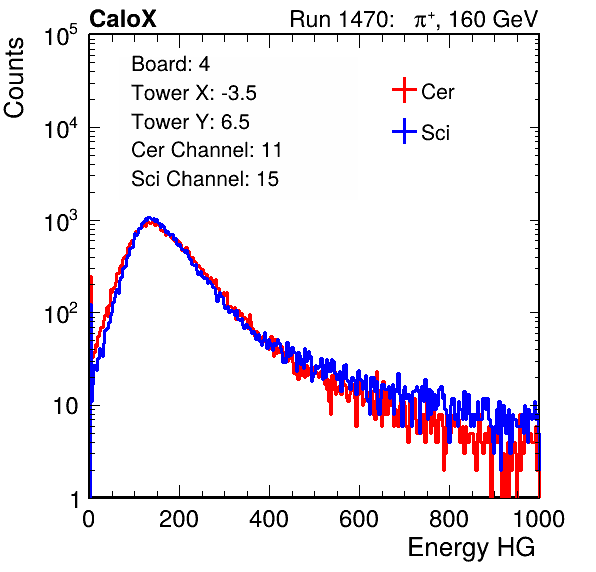 CaloX Run 1470: π⁺, 160 GeV
Board: 4
Tower X: -3.5
Tower Y: 6.5
Cer Channel: 11
Sci Channel: 15
Cer
Sci
Counts
10⁵
10⁴
10³
10²
10
1
0 200 400 600 800 1000
Energy HG